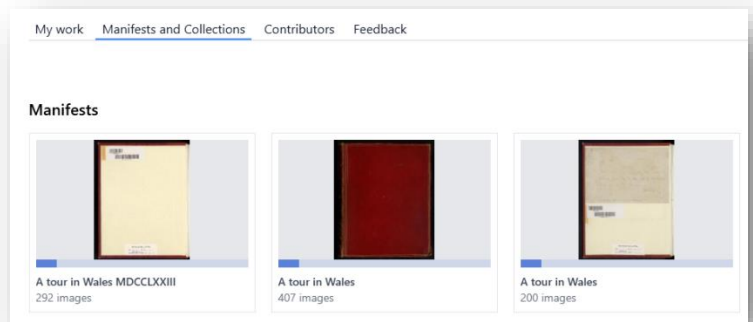 My work Manifests and Collections Contributors Feedback
Manifests
A tour in Wales MDCCLXXIII
292 images
A tour in Wales
407 images
A tour in Wales
200 images